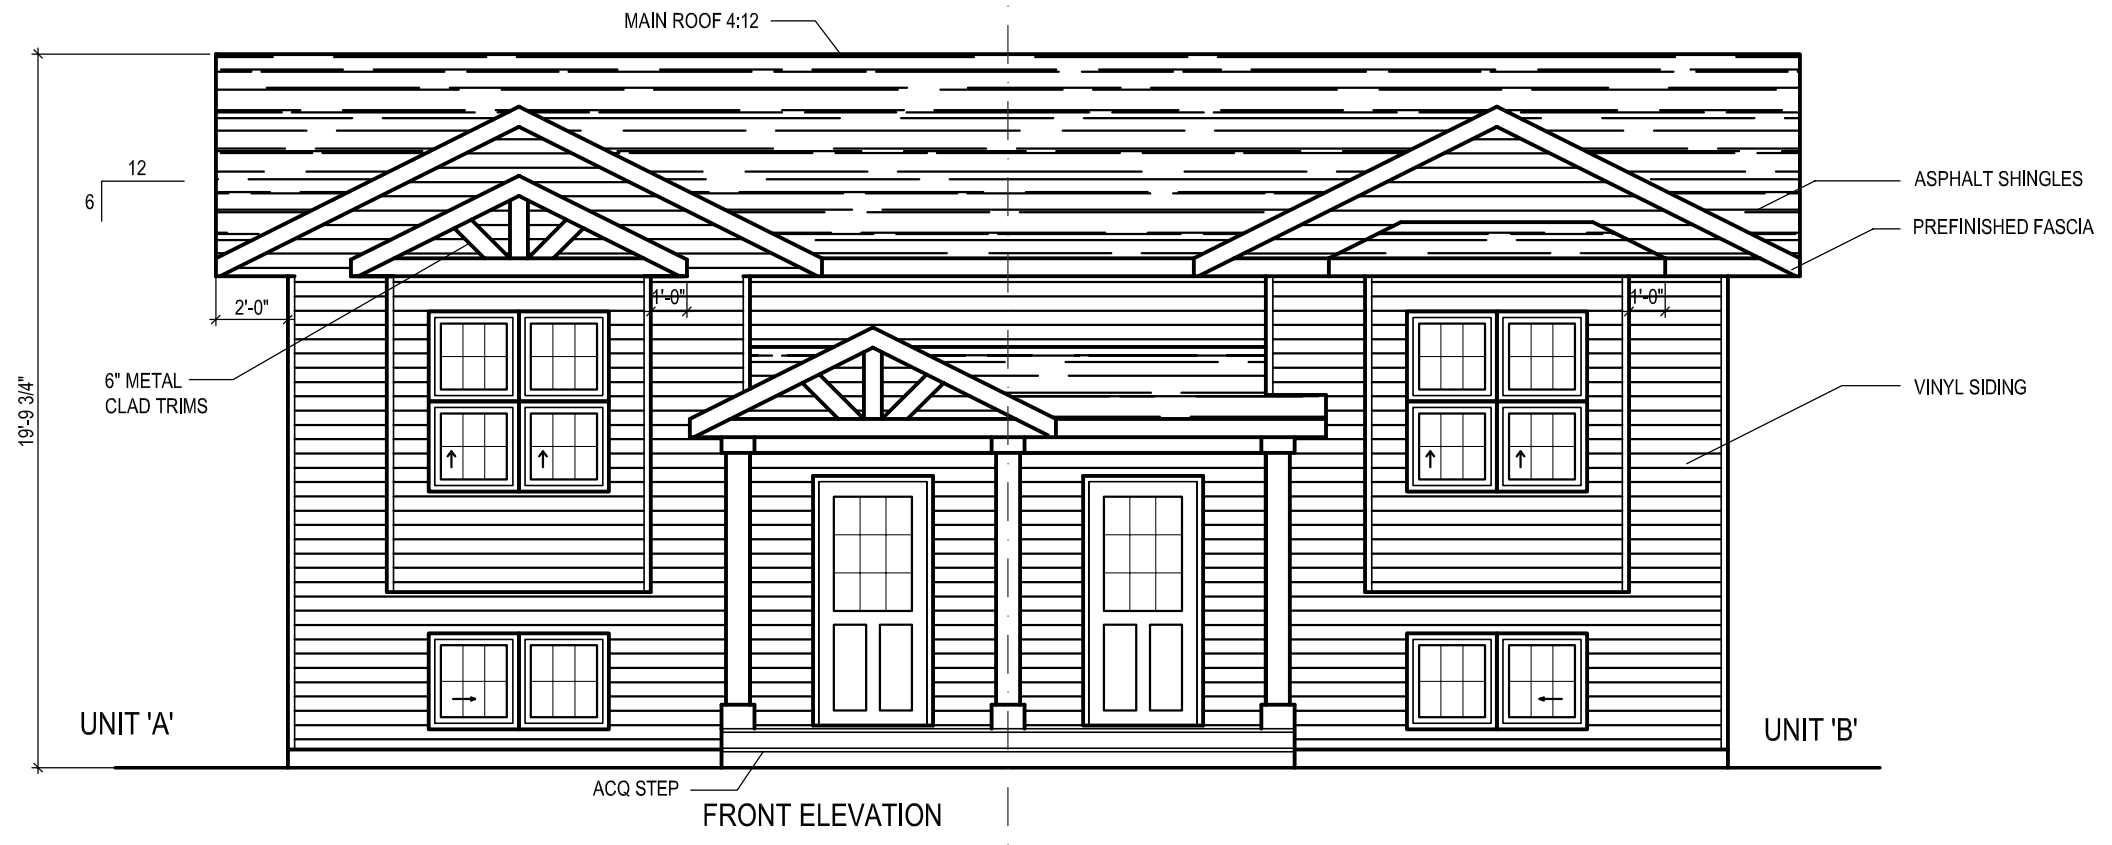 MAIN ROOF 4:12
12
6
ASPHALT SHINGLES
PREFINISHED FASCIA
2'-0"
1'-0"
1'-0"
6" METAL
CLAD TRIMS
19'-9 3/4"
VINYL SIDING
UNIT 'A'
UNIT 'B'
ACQ STEP
FRONT ELEVATION